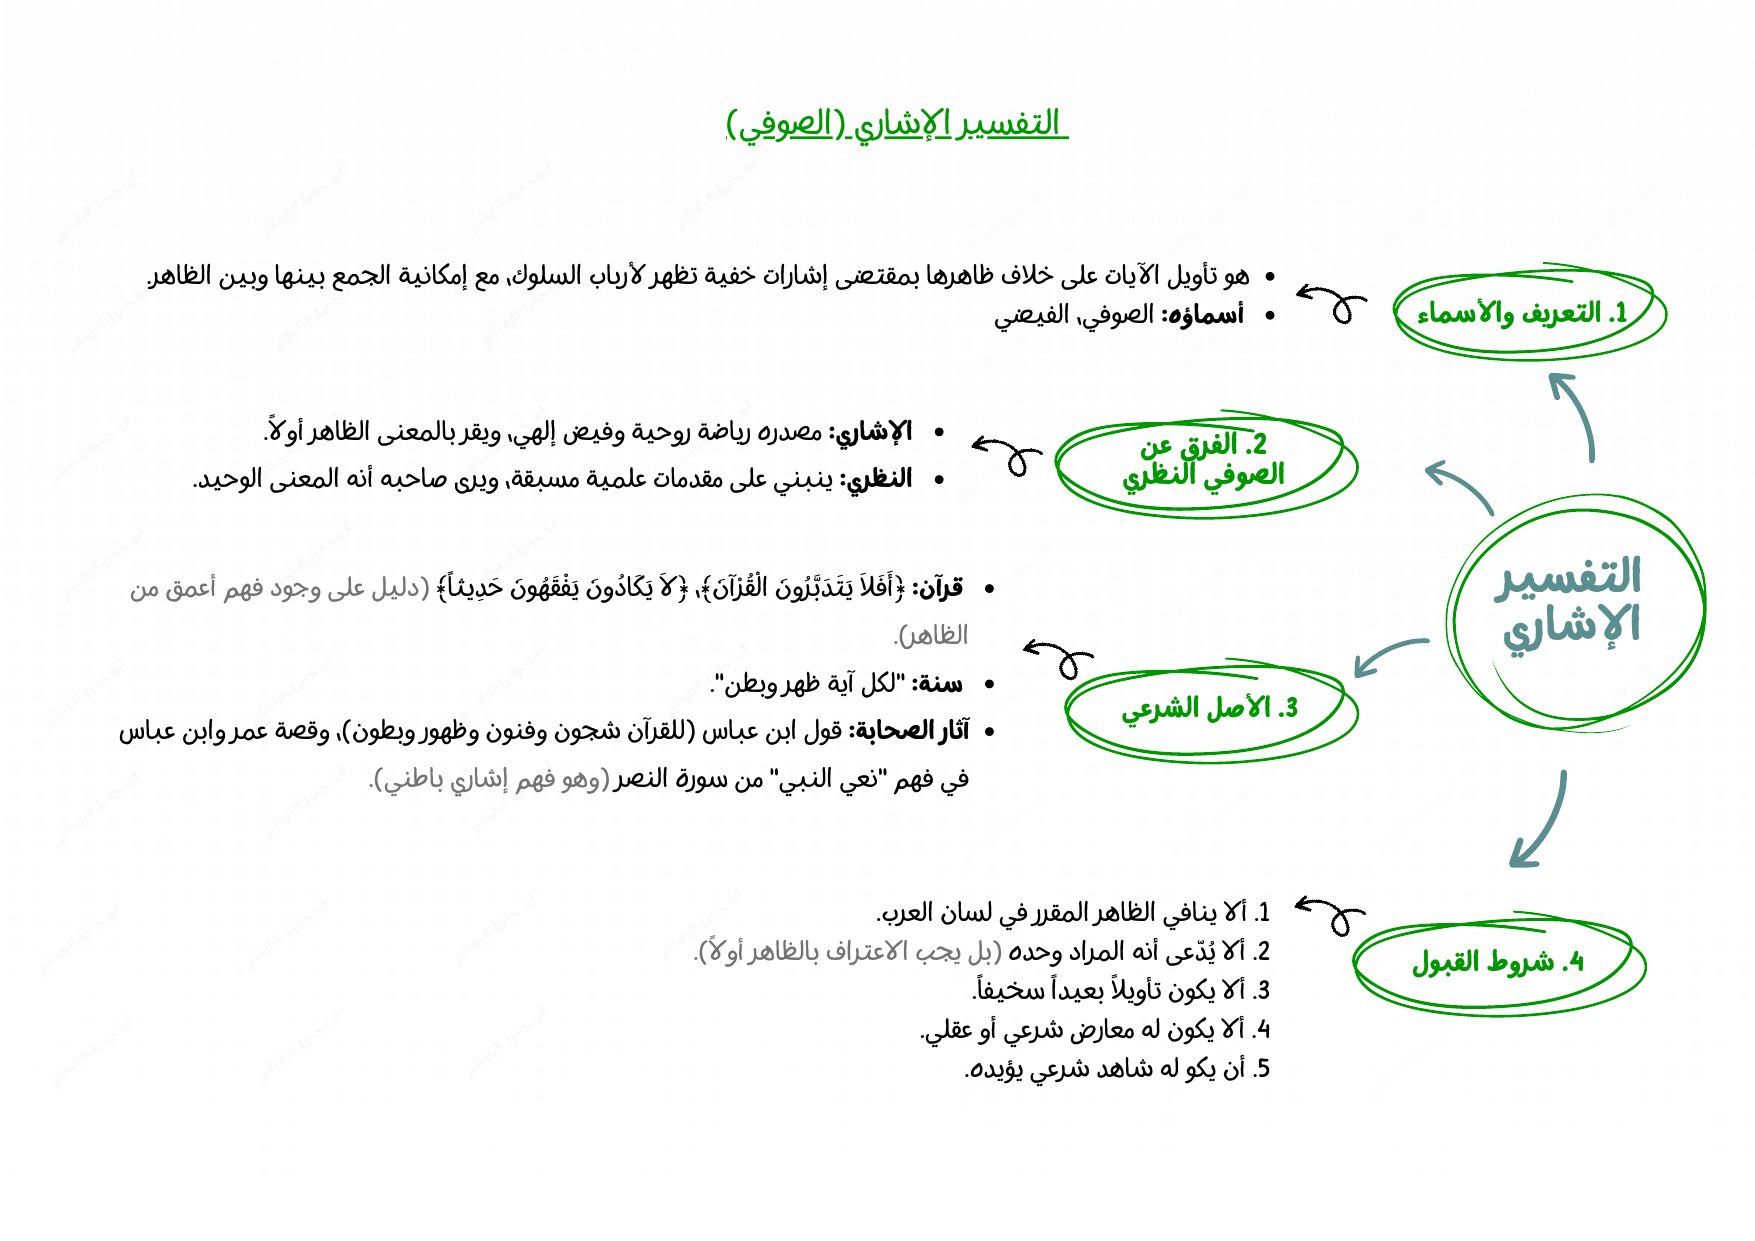 التفسير الإشاري (الصوفي)
1. التعريف والأسماء
• هو تأويل الآيات على خلاف ظاهرها بمقتضى إشارات خفية تظهر لأرباب السلوك، مع إمكانية الجمع بينها وبين الظاهر.
• أسماؤه: الصوفي، الفيضي
2. الفرق عن
الصوفي النظري
• الإشاري: مصدره رياضة روحية وفيض إلهي، ويقر بالمعنى الظاهر أولاً.
• النظري: ينبني على مقدمات علمية مسبقة، ويرى صاحبه أنه المعنى الوحيد.
التفسير
الإشاري
3. الأصل الشرعي
• قرآن: ﴿أَفَلاَ يَتَدَبَّرُونَ الْقُرْآنَ﴾، ﴿لاَ يَكَادُونَ يَفْقَهُونَ حَدِيثاً﴾ (دليل على وجود فهم أعمق من
الظاهر).
• سنة: "لكل آية ظهر وبطن".
• آثار الصحابة: قول ابن عباس (للقرآن شجون وفنون وظهور وبطون)، وقصة عمر وابن عباس
في فهم "نعي النبي" من سورة النصر (وهو فهم إشاري باطني).
4. شروط القبول
1. ألا ينافي الظاهر المقرر في لسان العرب.
2. ألا يُدّعى أنه المراد وحده (بل يجب الاعتراف بالظاهر أولاً).
3. ألا يكون تأويلاً بعيداً سخيفاً.
4. ألا يكون له معارض شرعي أو عقلي.
5. أن يكو له شاهد شرعي يؤيده.